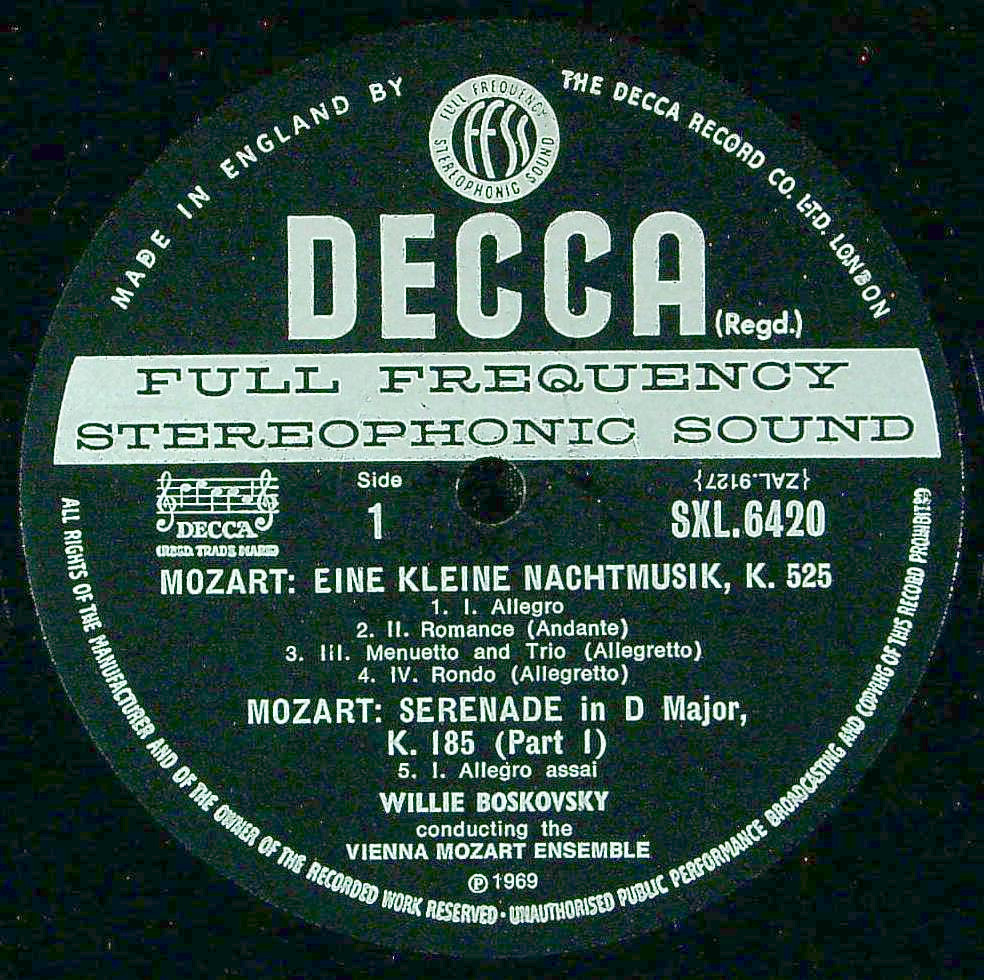 MADE IN ENGLAND BY
THE DECCA RECORD CO. LTD. LONDON
FULL FREQUENCY
FFSS
STEREOPHONIC SOUND
DECCA (Regd.)
FULL FREQUENCY
STEREOPHONIC SOUND
DECCA
(REGD. TRADE MARK)
Side
1
{ZAL.9127}
SXL.6420
MOZART: EINE KLEINE NACHTMUSIK, K. 525
1. I. Allegro
2. II. Romance (Andante)
3. III. Menuetto and Trio (Allegretto)
4. IV. Rondo (Allegretto)
MOZART: SERENADE in D Major,
K. 185 (Part I)
5. I. Allegro assai
WILLIE BOSKOVSKY
conducting the
VIENNA MOZART ENSEMBLE
℗ 1969
ALL RIGHTS OF THE MANUFACTURER AND OF THE OWNER OF THE RECORDED WORK RESERVED · UNAUTHORISED PUBLIC PERFORMANCE BROADCASTING AND COPYING OF THIS RECORD PROHIBITED